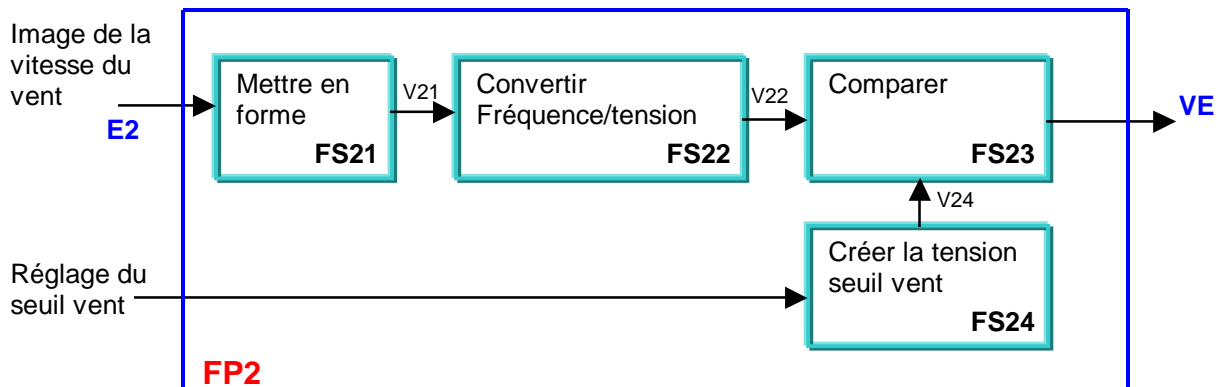 Image de la
vitesse du
vent
E2
Mettre en
forme
FS21
V21
Convertir
Fréquence/tension
FS22
V22
Comparer
FS23
VE
V24
Réglage du
seuil vent
Créer la tension
seuil vent
FS24
FP2